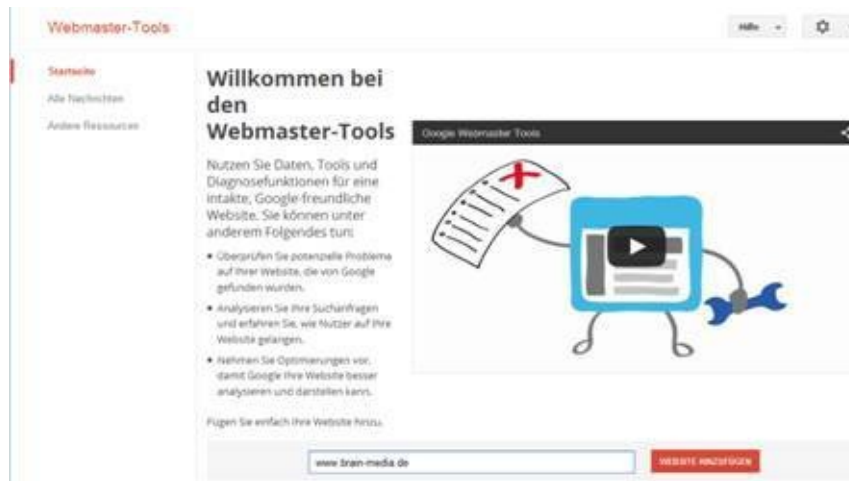 Webmaster-Tools
Hilfe
Startseite
Alle Nachrichten
Andere Ressourcen
Willkommen bei
den
Webmaster-Tools
Nutzen Sie Daten, Tools und
Diagnosefunktionen für eine
intakte, Google-freundliche
Website. Sie können unter
anderem Folgendes tun:
• Überprüfen Sie potenzielle Probleme
auf Ihrer Website, die von Google
gefunden wurden.
• Analysieren Sie Ihre Suchanfragen
und erfahren Sie, wie Nutzer auf Ihre
Website gelangen.
• Nehmen Sie Optimierungen vor,
damit Google Ihre Website besser
analysieren und darstellen kann.
Fügen Sie einfach Ihre Website hinzu.
Google Webmaster Tools
www.brain-media.de
WEBSITE HINZUFÜGEN